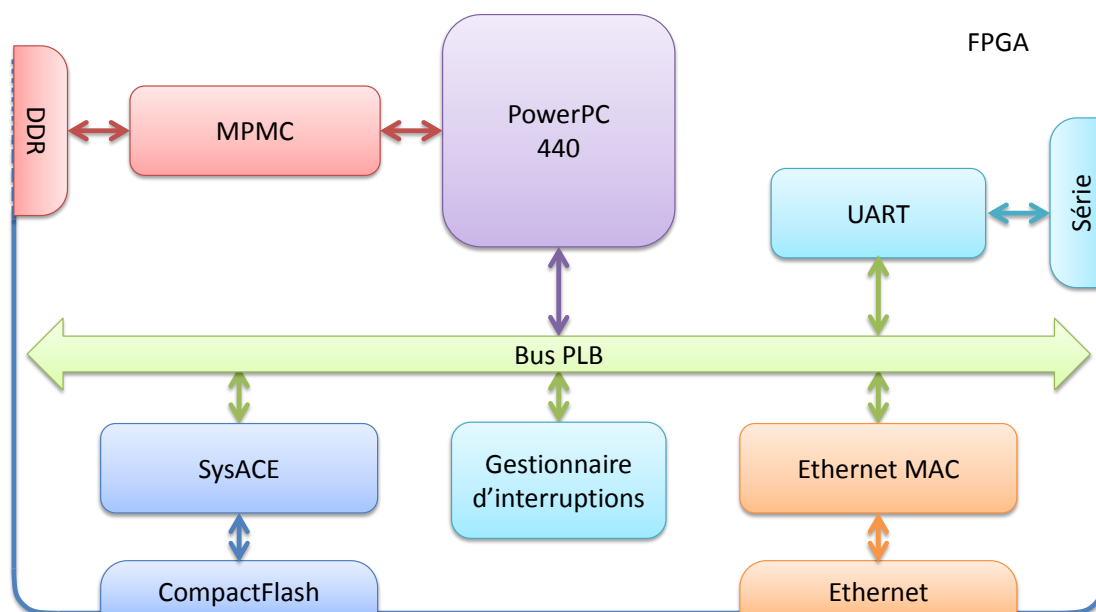 FPGA
DDR
MPMC
PowerPC
440
UART
Série
Bus PLB
SysACE
Gestionnaire
d’interruptions
Ethernet MAC
CompactFlash
Ethernet